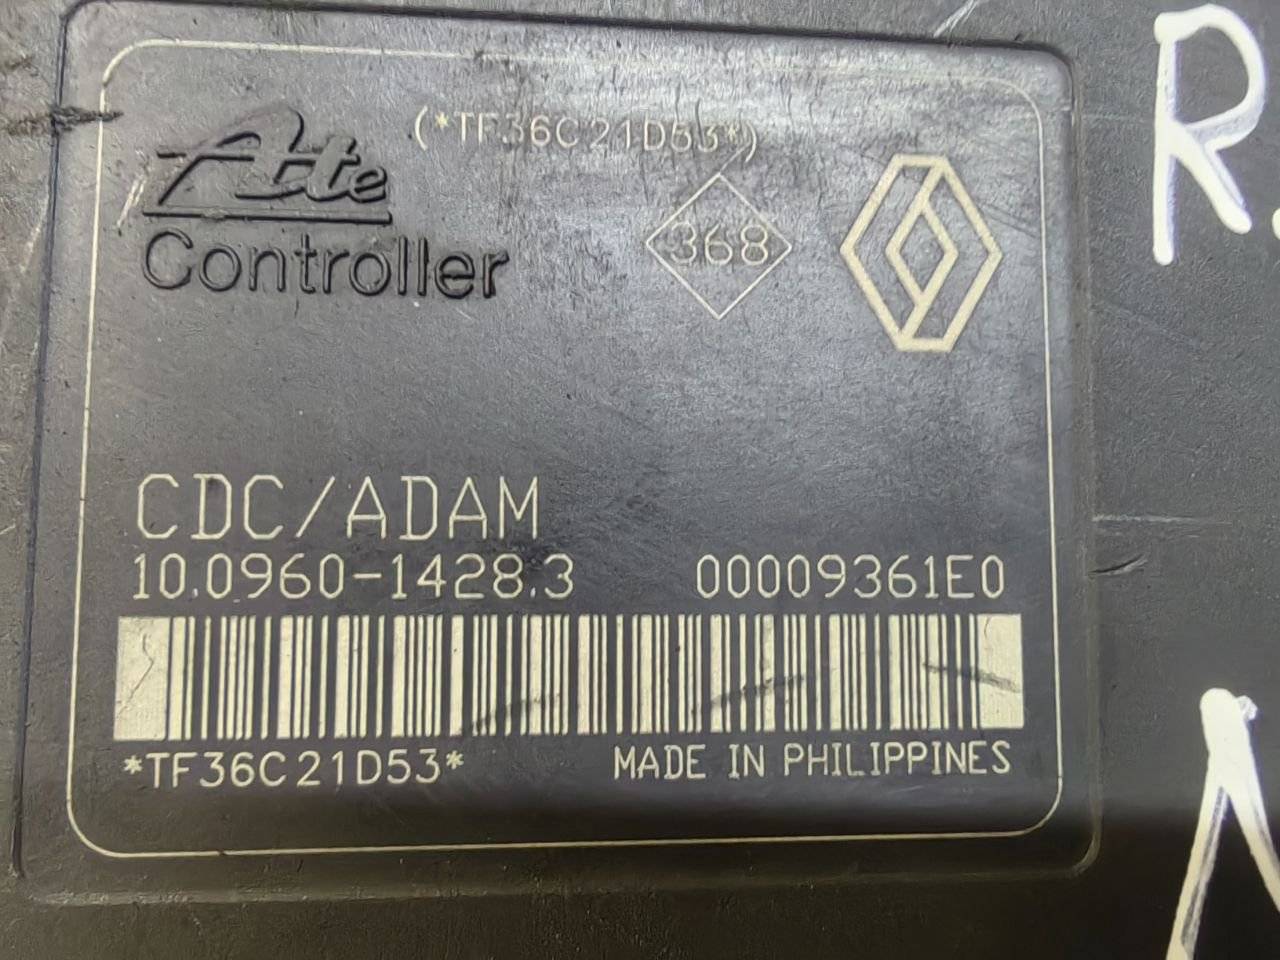 (*TF36C21D53*)
Ate
Controller
368
CDC/ADAM
10.0960-1428.3 00009361E0
*TF36C21D53* MADE IN PHILIPPINES
R.